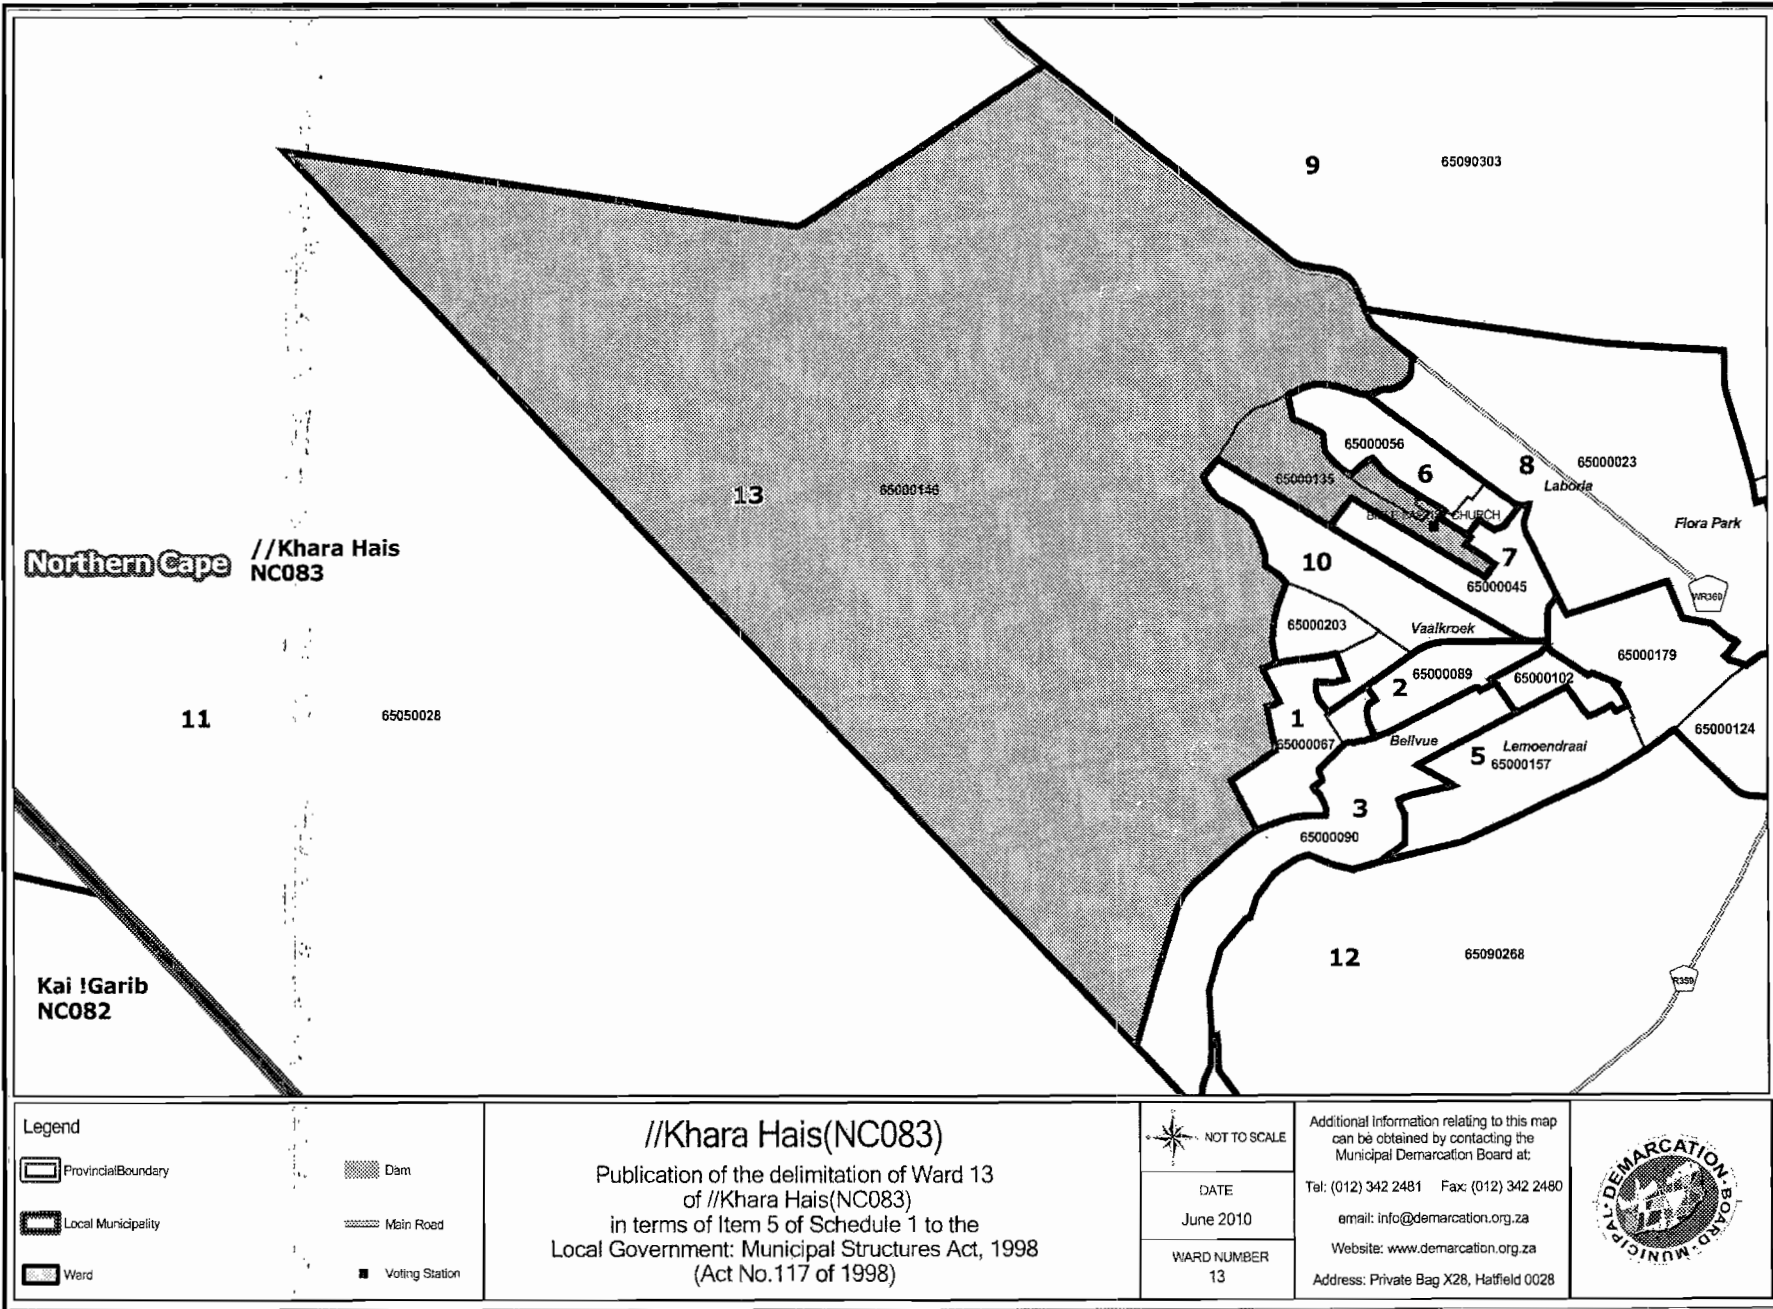 9
65090303
65000056
6
8
65000023
Laboria
65000135
13
65000146
CHURCH
Flora Park
Northern Cape
//Khara Hais
NC083
10
7
65000045
WR360
65000203
Vaalkroek
65000179
65000089
65000102
2
11
65050028
1
65000067
Bellvue
Lemoendraai
5
65000157
65000124
3
65000090
12
65090268
R359
Kai !Garib
NC082
Legend
ProvincialBoundary
Dam
Local Municipality
Main Road
Ward
Voting Station
//Khara Hais(NC083)
Publication of the delimitation of Ward 13
of //Khara Hais(NC083)
in terms of Item 5 of Schedule 1 to the
Local Government: Municipal Structures Act, 1998
(Act No.117 of 1998)
NOT TO SCALE
DATE
June 2010
WARD NUMBER
13
Additional information relating to this map
can be obtained by contacting the
Municipal Demarcation Board at:
Tel: (012) 342 2481 Fax: (012) 342 2480
email: info@demarcation.org.za
Website: www.demarcation.org.za
Address: Private Bag X28, Hatfield 0028
MUNICIPAL DEMARCATION BOARD